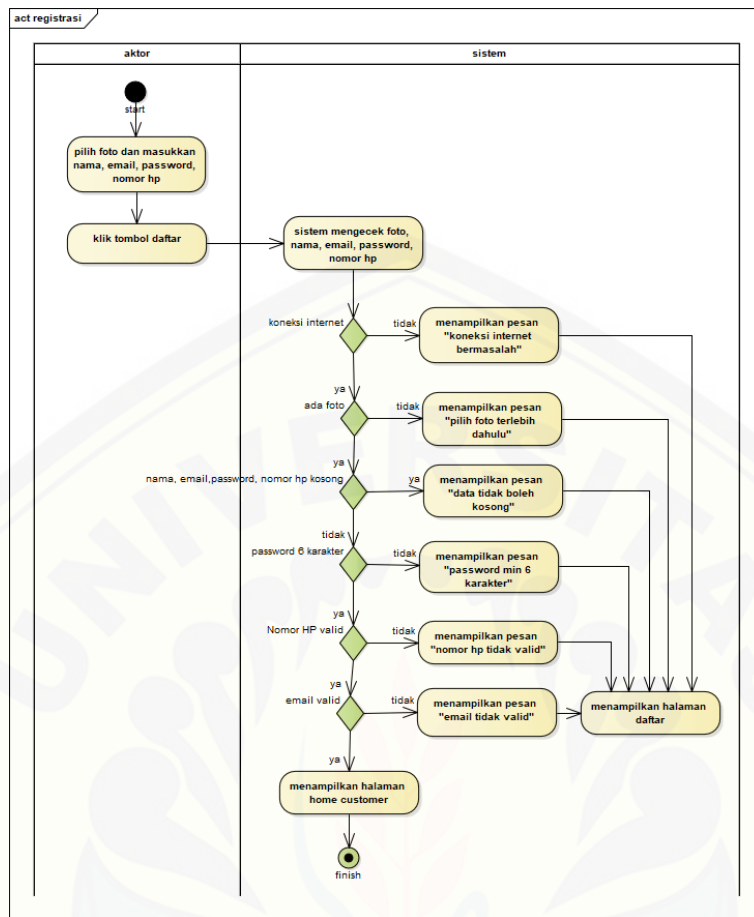 act registrasi
aktor
sistem
start
pilih foto dan masukkan
nama, email, password,
nomor hp
klik tombol daftar
sistem mengecek foto,
nama, email, password,
nomor hp
koneksi internet
tidak
menampilkan pesan
"koneksi internet
bermasalah"
ya
ada foto
tidak
menampilkan pesan
"pilih foto terlebih
dahulu"
ya
nama, email,password, nomor hp kosong
ya
menampilkan pesan
"data tidak boleh
kosong"
tidak
password 6 karakter
tidak
menampilkan pesan
"password min 6
karakter"
ya
Nomor HP valid
tidak
menampilkan pesan
"nomor hp tidak valid"
ya
email valid
tidak
menampilkan pesan
"email tidak valid"
menampilkan halaman
daftar
ya
menampilkan halaman
home customer
finish
UNIVERSITAS